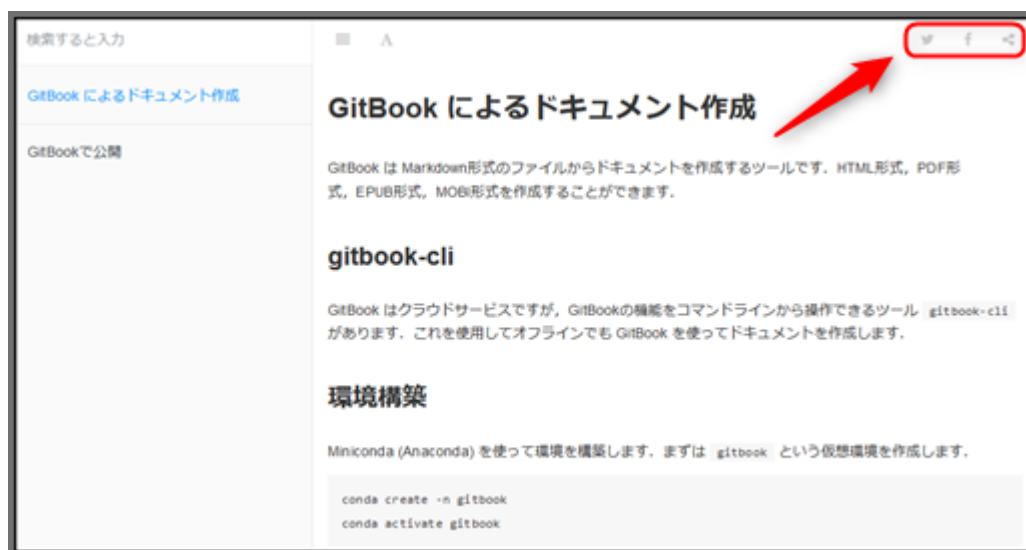 検索すると入力
A
GitBook によるドキュメント作成
GitBookで公開
GitBook によるドキュメント作成
GitBook は Markdown形式のファイルからドキュメントを作成するツールです．HTML形式，PDF形
式，EPUB形式，MOBI形式を作成することができます．
gitbook-cli
GitBook はクラウドサービスですが，GitBookの機能をコマンドラインから操作できるツール gitbook-cli
があります．これを使用してオフラインでも GitBook を使ってドキュメントを作成します．
環境構築
Miniconda (Anaconda) を使って環境を構築します．まずは gitbook という仮想環境を作成します．
conda create -n gitbook
conda activate gitbook